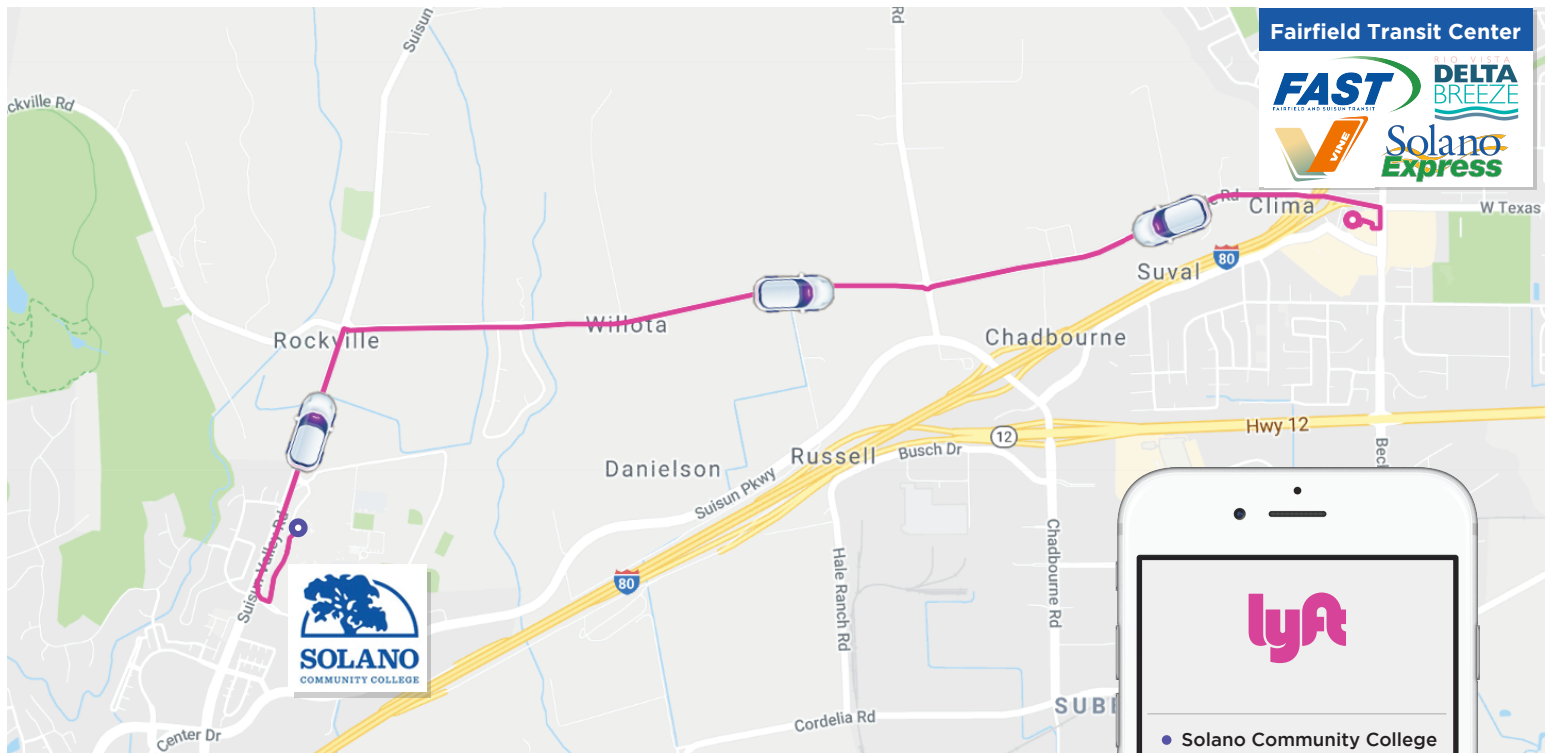 Suisun
Rd
Fairfield Transit Center
FAST
FAIRFIELD AND SUISUN TRANSIT
RIO VISTA
DELTA
BREEZE
VINE
Solano
Express
ckville Rd
Rd
Clima
W Texas
80
Suval
Willota
Rockville
Chadbourne
Hwy 12
12
Busch Dr
Russell
Danielson
Suisun Pkwy
Suisun Valley Rd
80
Hale Ranch Rd
Chadbourne Rd
SOLANO
COMMUNITY COLLEGE
lyft
Cordelia Rd
Center Dr
Solano Community College